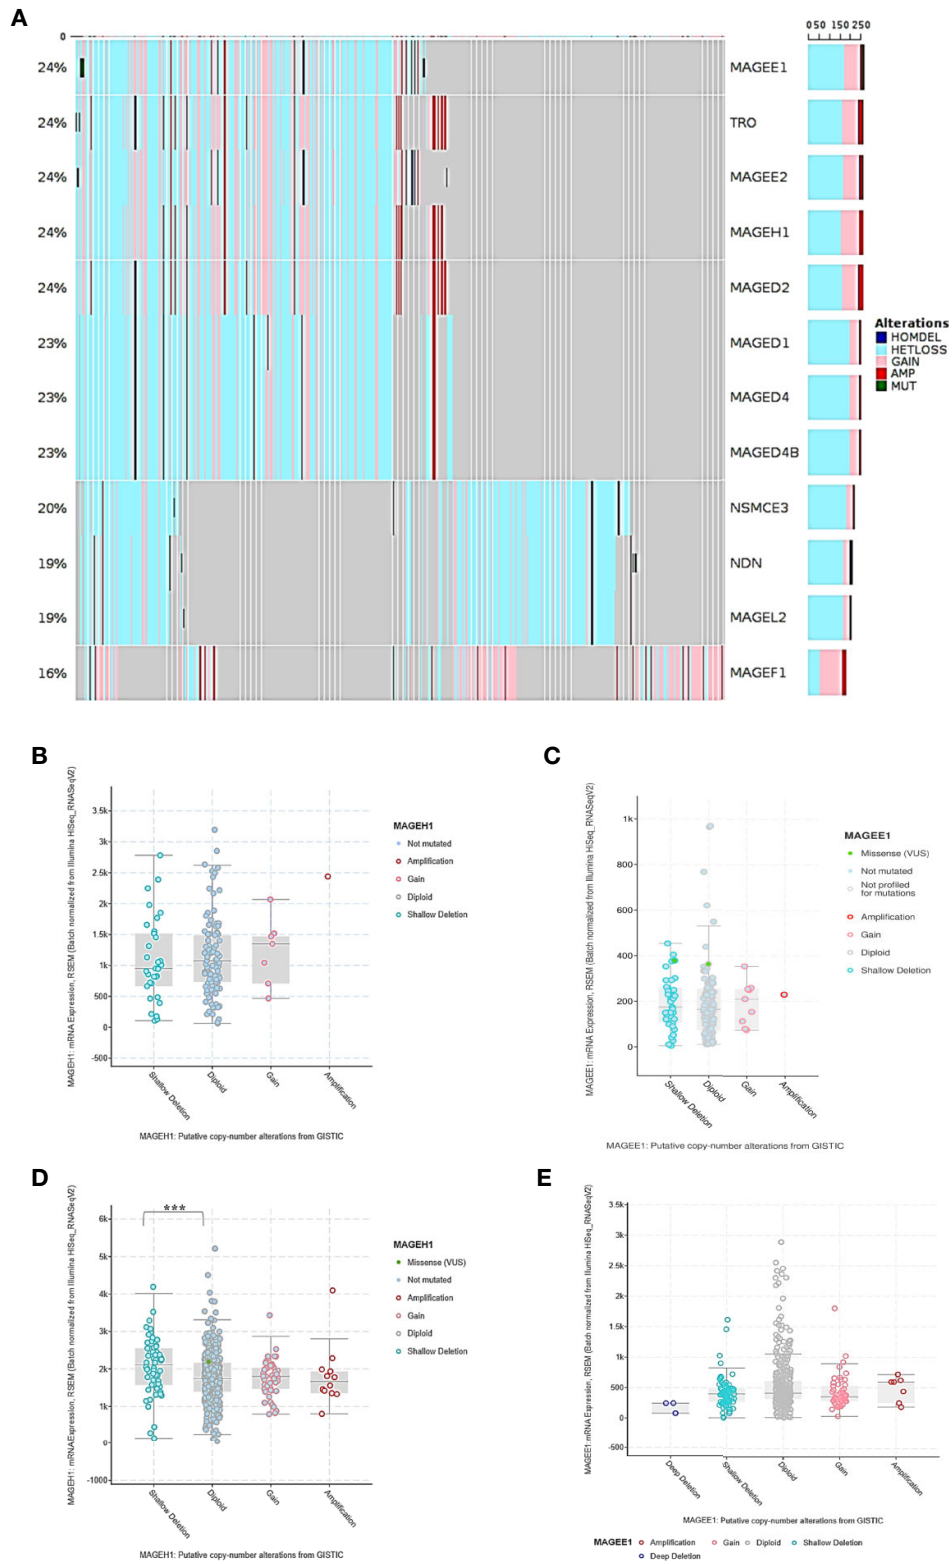 A
0
0 50 150 250
24% MAGEE1
24% TRO
24% MAGEE2
24% MAGEH1
24% MAGED2
23% MAGED1
23% MAGED4
23% MAGED4B
20% NSMCE3
19% NDN
19% MAGEL2
16% MAGEF1
Alterations
HOMDEL
HETLOSS
GAIN
AMP
MUT
B
MAGEH1: mRNA Expression, RSEM (Batch normalized from Illumina HiSeq_RNASeqV2)
3.5k
3k
2.5k
2k
1.5k
1k
500
0
-500
Shallow Deletion
Diploid
Gain
Amplification
MAGEH1: Putative copy-number alterations from GISTIC
MAGEH1
Not mutated
Amplification
Gain
Diploid
Shallow Deletion
C
MAGEE1: mRNA Expression, RSEM (Batch normalized from Illumina HiSeq_RNASeqV2)
1k
800
600
400
200
0
Shallow Deletion
Diploid
Gain
Amplification
MAGEE1: Putative copy-number alterations from GISTIC
MAGEE1
Missense (VUS)
Not mutated
Not profiled
for mutations
Amplification
Gain
Diploid
Shallow Deletion
D
MAGEH1: mRNAExpression, RSEM (Batch normalized from Illumina HiSeq_RNASeqV2)
***
6k
5k
4k
3k
2k
1k
0
-1000
Shallow Deletion
Diploid
Gain
Amplification
MAGEH1: Putative copy-number alterations from GISTIC
MAGEH1
Missense (VUS)
Not mutated
Amplification
Gain
Diploid
Shallow Deletion
E
MAGEE1: mRNA Expression, RSEM (Batch normalized from Illumina HiSeq_RNASeqV2)
3.5k
3k
2k
2k
1.5k
1k
500
0
-500
Deep Deletion
Shallow Deletion
Diploid
Gain
Amplification
MAGEE1: Putative copy-number alterations from GISTIC
MAGEE1 Amplification Gain Diploid Shallow Deletion
Deep Deletion